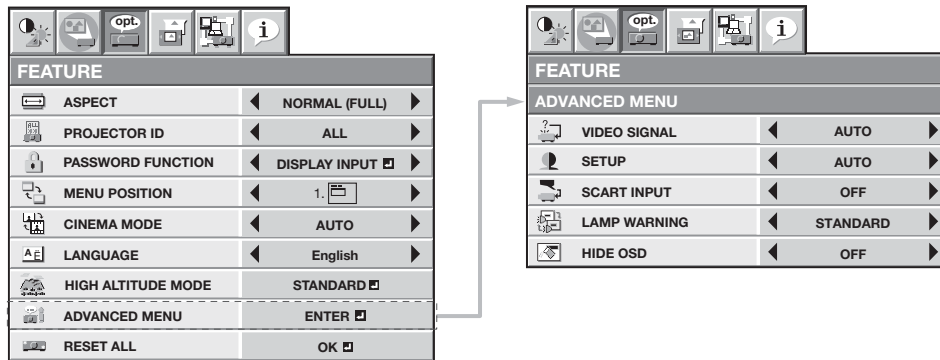 opt.
i
FEATURE
ASPECT NORMAL (FULL)
PROJECTOR ID ALL
PASSWORD FUNCTION DISPLAY INPUT
MENU POSITION 1.
CINEMA MODE AUTO
A É LANGUAGE English
HIGH ALTITUDE MODE STANDARD
ADVANCED MENU ENTER
RESET ALL OK
opt.
i
FEATURE
ADVANCED MENU
? VIDEO SIGNAL AUTO
SETUP AUTO
SCART INPUT OFF
LAMP WARNING STANDARD
HIDE OSD OFF